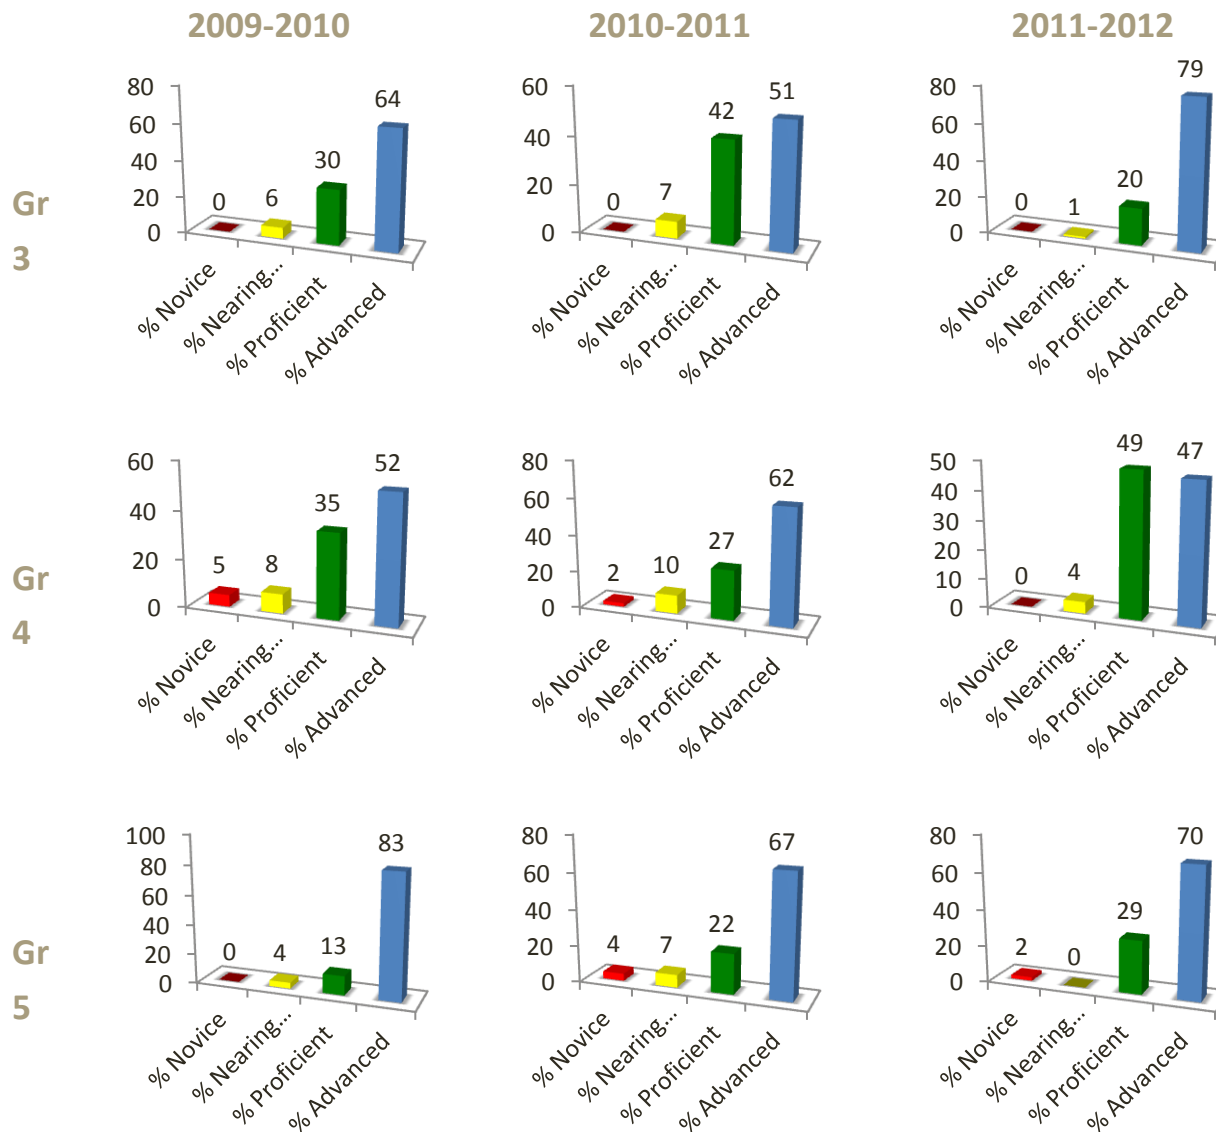 2009-2010 2010-2011 2011-2012
Gr
3
80
60
40
20
0
0 6 30 64
% Novice
% Nearing...
% Proficient
% Advanced
60
40
20
0
0 7 42 51
% Novice
% Nearing...
% Proficient
% Advanced
80
60
40
20
0
0 1 20 79
% Novice
% Nearing...
% Proficient
% Advanced
Gr
4
60
40
20
0
5 8 35 52
% Novice
% Nearing...
% Proficient
% Advanced
80
60
40
20
0
2 10 27 62
% Novice
% Nearing...
% Proficient
% Advanced
50
40
30
20
10
0
0 4 49 47
% Novice
% Nearing...
% Proficient
% Advanced
Gr
5
100
80
60
40
20
0
0 4 13 83
% Novice
% Nearing...
% Proficient
% Advanced
80
60
40
20
0
4 7 22 67
% Novice
% Nearing...
% Proficient
% Advanced
80
60
40
20
0
2 0 29 70
% Novice
% Nearing...
% Proficient
% Advanced